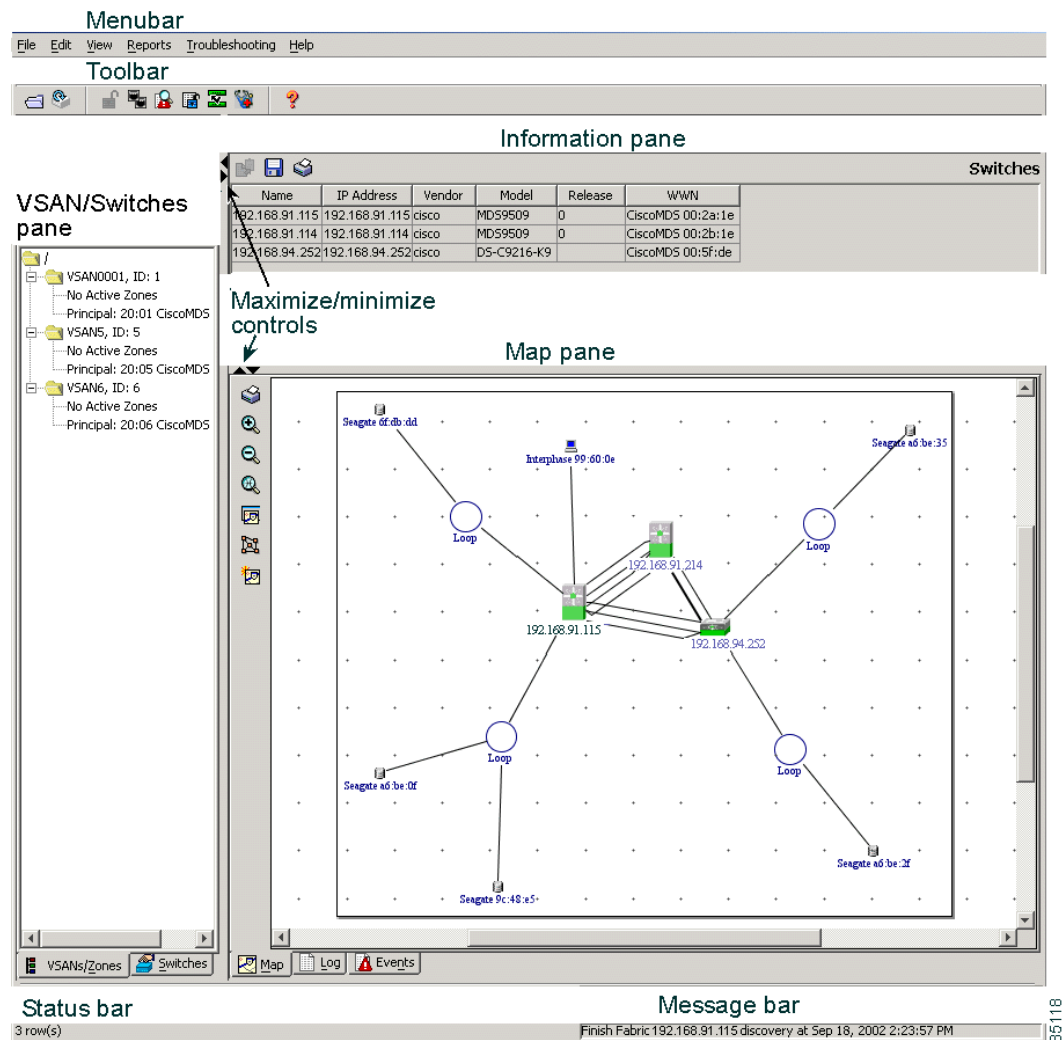 Menubar
File Edit View Reports Troubleshooting Help
Toolbar
Information pane
Switches
Name IP Address Vendor Model Release WWN
192.168.91.115 192.168.91.115 cisco MDS9509 0 CiscoMDS 00:2a:1e
192.168.91.114 192.168.91.114 cisco MDS9509 0 CiscoMDS 00:2b:1e
192.168.94.252 192.168.94.252 cisco DS-C9216-K9 CiscoMDS 00:5f:de
VSAN/Switches
pane
/
VSAN0001, ID: 1
No Active Zones
Principal: 20:01 CiscoMDS
VSAN5, ID: 5
No Active Zones
Principal: 20:05 CiscoMDS
VSAN6, ID: 6
No Active Zones
Principal: 20:06 CiscoMDS
Maximize/minimize
controls
Map pane
Seagate 6f:db:dd
Interphase 99:60:0e
Seagate a6:be:35
Loop
Loop
192.168.91.214
192.168.91.115
192.168.94.252
Loop
Loop
Seagate a6:be:0f
Seagate a6:be:2f
Seagate 9c:48:e5
VSANs/Zones Switches
Map Log Events
Status bar
Message bar
3 row(s)
Finish Fabric 192.168.91.115 discovery at Sep 18, 2002 2:23:57 PM
85118